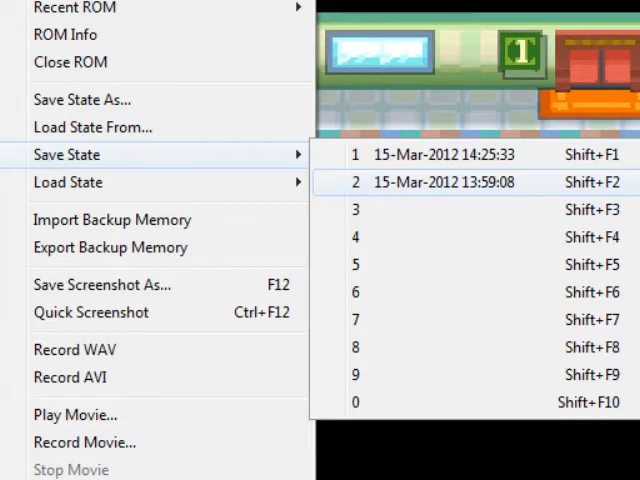 Recent ROM
ROM Info
Close ROM
Save State As...
Load State From...
Save State
Load State
Import Backup Memory
Export Backup Memory
Save Screenshot As... F12
Quick Screenshot Ctrl+F12
Record WAV
Record AVI
Play Movie...
Record Movie...
Stop Movie
1
1 15-Mar-2012 14:25:33 Shift+F1
2 15-Mar-2012 13:59:08 Shift+F2
3 Shift+F3
4 Shift+F4
5 Shift+F5
6 Shift+F6
7 Shift+F7
8 Shift+F8
9 Shift+F9
0 Shift+F10